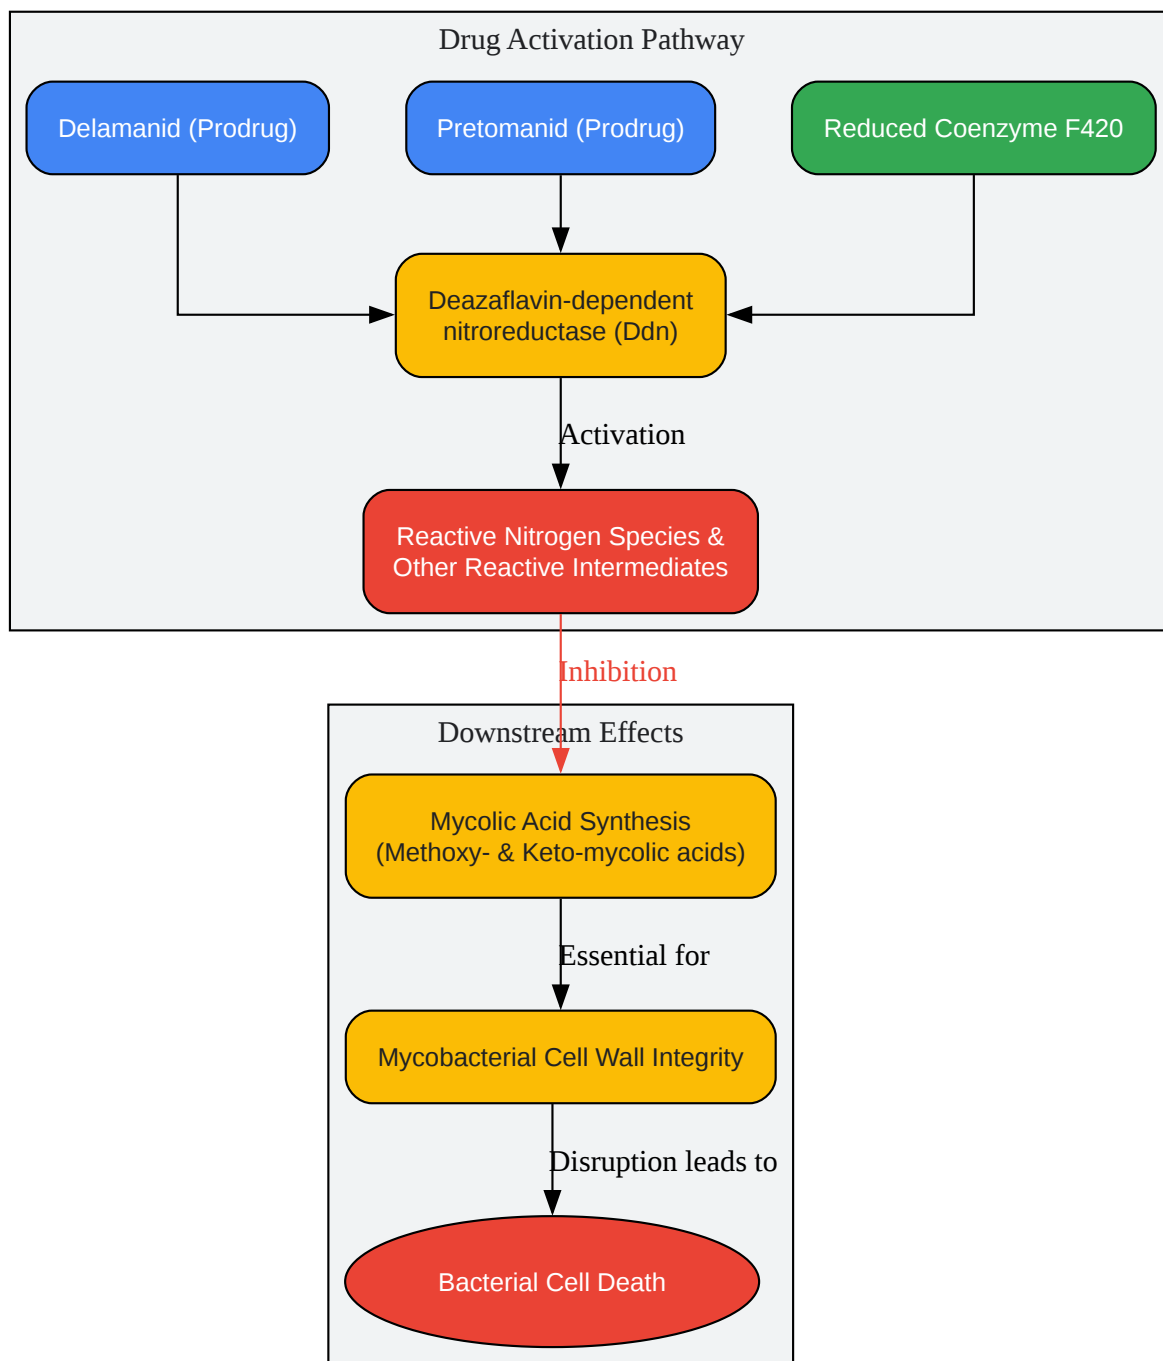 Drug Activation Pathway
Delamanid (Prodrug)
Pretomanid (Prodrug)
Reduced Coenzyme F420
Deazaflavin-dependent
nitroreductase (Ddn)
Activation
Reactive Nitrogen Species &
Other Reactive Intermediates
Inhibition
Downstream Effects
Mycolic Acid Synthesis
(Methoxy- & Keto-mycolic acids)
Essential for
Mycobacterial Cell Wall Integrity
Disruption leads to
Bacterial Cell Death